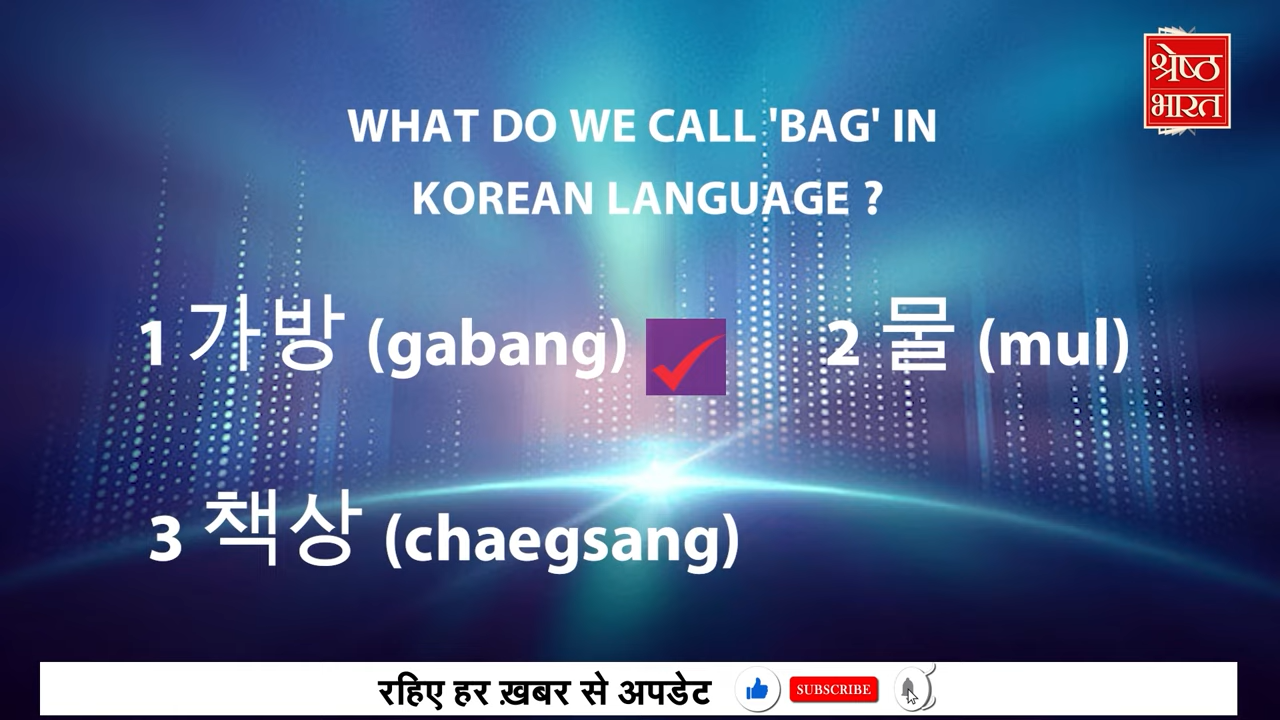 श्रेष्ठ
भारत
WHAT DO WE CALL 'BAG' IN
KOREAN LANGUAGE ?
1 가방 (gabang)
2 물 (mul)
3 책상 (chaegsang)
रहिए हर ख़बर से अपडेट
SUBSCRIBE